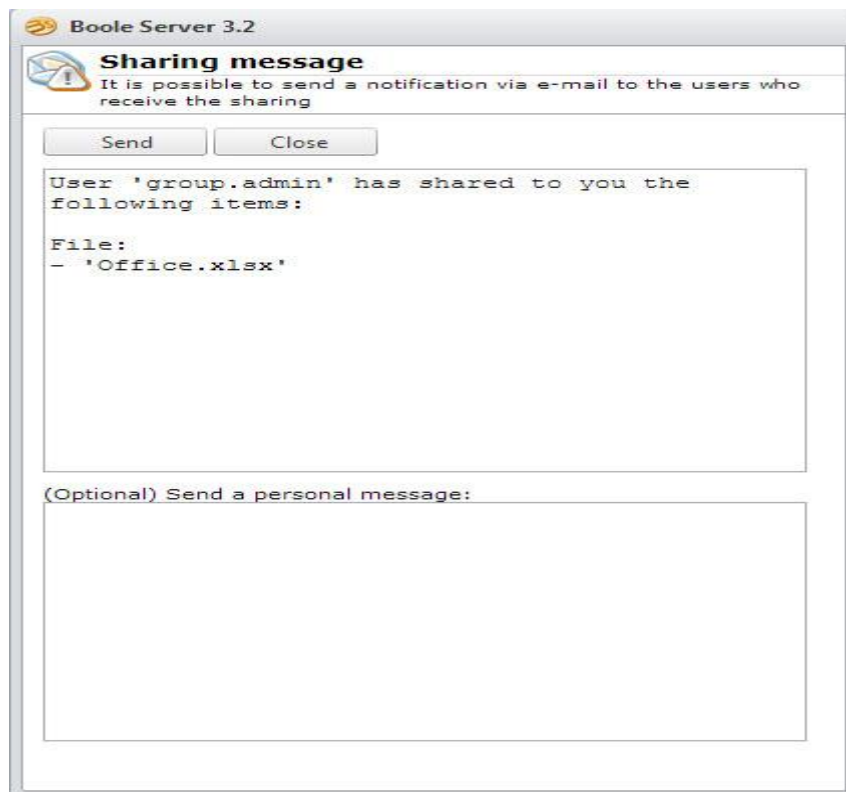 Boole Server 3.2
Sharing message
It is possible to send a notification via e-mail to the users who
receive the sharing
Send Close
User 'group.admin' has shared to you the
following items:
File:
- 'Office.xlsx'
(Optional) Send a personal message: